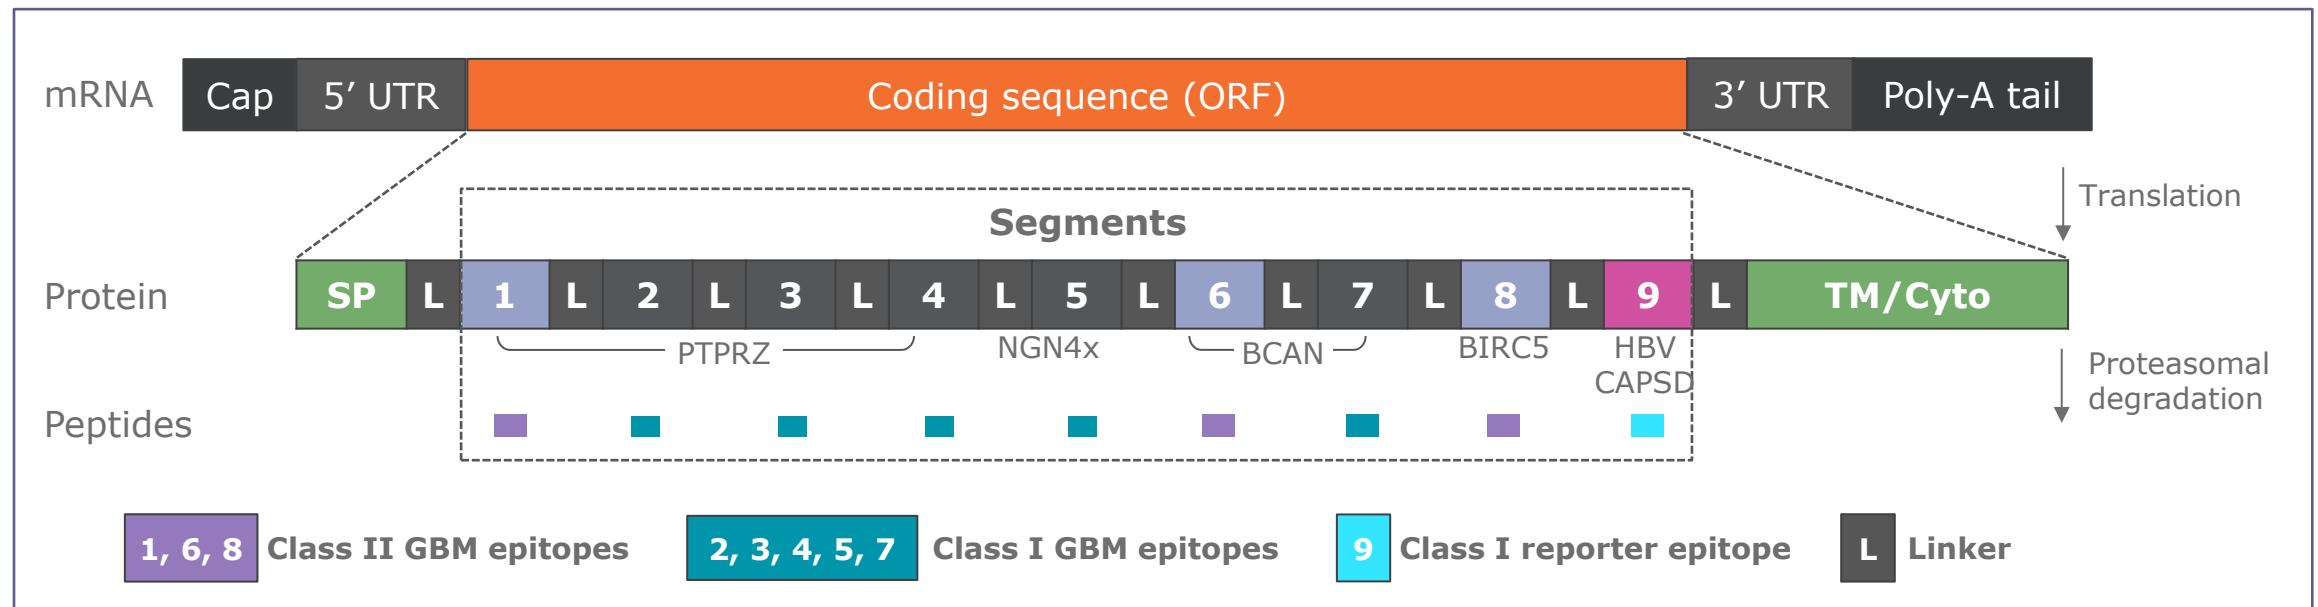 mRNA Cap 5′ UTR Coding sequence (ORF) 3′ UTR Poly-A tail
Translation
Segments
Protein SP L 1 L 2 L 3 L 4 L 5 L 6 L 7 L 8 L 9 L TM/Cyto
PTPRZ NGN4x BCAN BIRC5 HBV
CAPSD
Proteasomal
degradation
Peptides
1, 6, 8 Class II GBM epitopes 2, 3, 4, 5, 7 Class I GBM epitopes 9 Class I reporter epitope L Linker